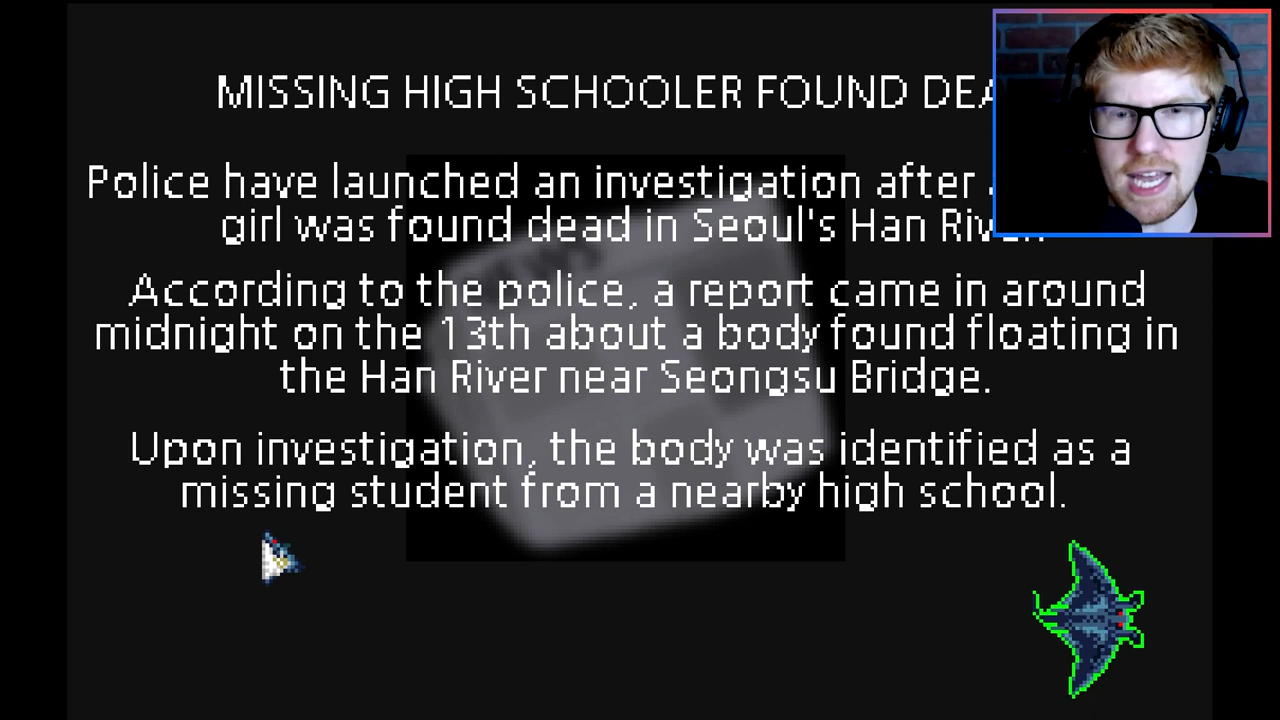 MISSING HIGH SCHOOLER FOUND
Police have launched an investigation after
girl was found dead in Seoul's Han River.
According to the police, a report came in around
midnight on the 13th about a body found floating in
the Han River near Seongsu Bridge.
Upon investigation, the body was identified as a
missing student from a nearby high school.